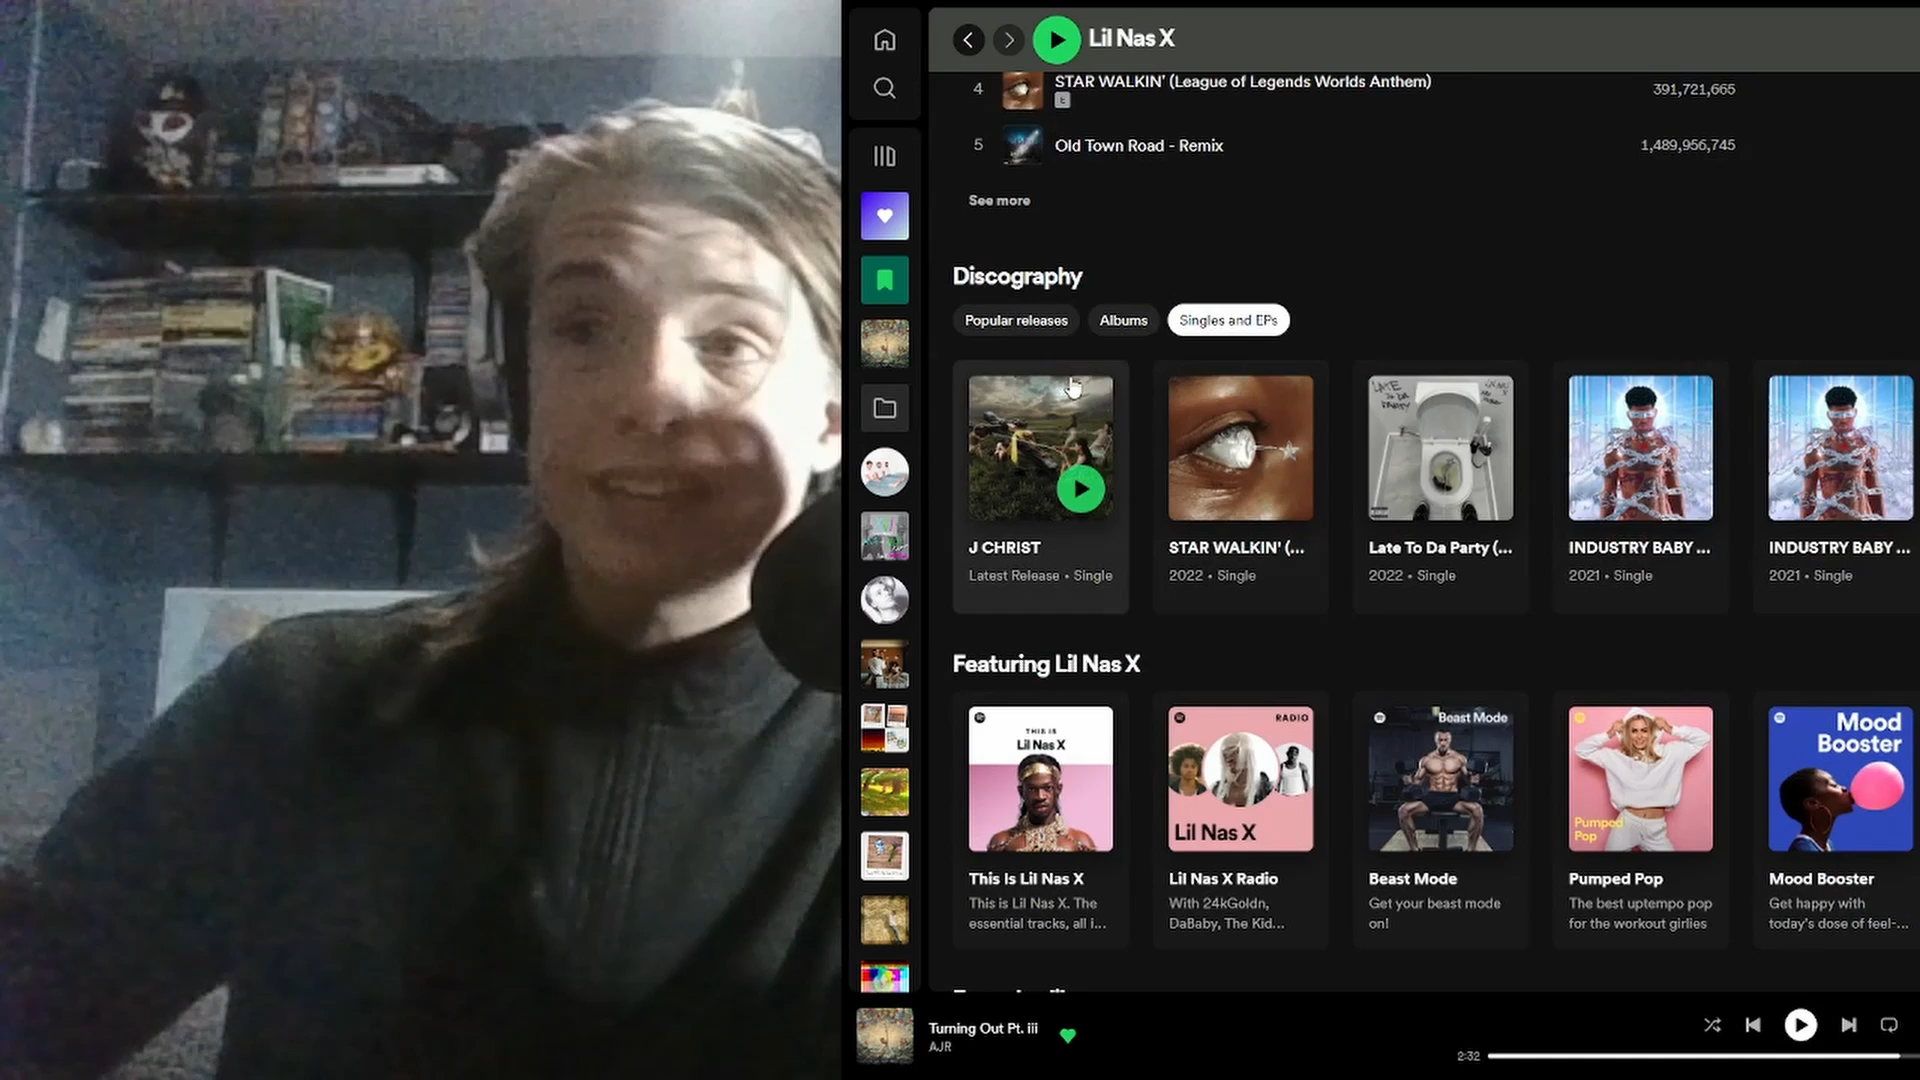 Lil Nas X
4
STAR WALKIN' (League of Legends Worlds Anthem)
E
391,721,665
5
Old Town Road - Remix
1,489,956,745
See more
Discography
Popular releases
Albums
Singles and EPs
LATE TO DA PARTY
J CHRIST
STAR WALKIN' (...
Late To Da Party (...
INDUSTRY BABY ...
INDUSTRY BABY ...
Latest Release • Single
2022 • Single
2022 • Single
2021 • Single
2021 • Single
Featuring Lil Nas X
THIS IS
Lil Nas X
RADIO
Lil Nas X
Beast Mode
Pumped
Pop
Mood
Booster
This Is Lil Nas X
Lil Nas X Radio
Beast Mode
Pumped Pop
Mood Booster
This is Lil Nas X. The
essential tracks, all i...
With 24kGoldn,
DaBaby, The Kid...
Get your beast mode
on!
The best uptempo pop
for the workout girlies
Get happy with
today's dose of feel-...
Turning Out Pt. iii
AJR
2:32